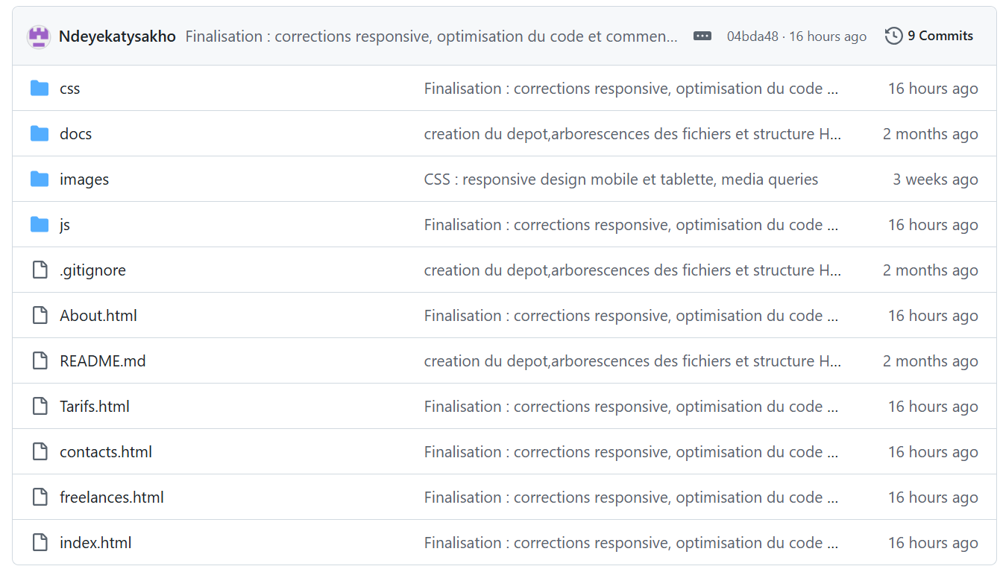 Ndeyekatysakho Finalisation : corrections responsive, optimisation du code et commen... 04bda48 · 16 hours ago 9 Commits
css Finalisation : corrections responsive, optimisation du code ... 16 hours ago
docs creation du depot,arborescences des fichiers et structure H... 2 months ago
images CSS : responsive design mobile et tablette, media queries 3 weeks ago
js Finalisation : corrections responsive, optimisation du code ... 16 hours ago
.gitignore creation du depot,arborescences des fichiers et structure H... 2 months ago
About.html Finalisation : corrections responsive, optimisation du code ... 16 hours ago
README.md creation du depot,arborescences des fichiers et structure H... 2 months ago
Tarifs.html Finalisation : corrections responsive, optimisation du code ... 16 hours ago
contacts.html Finalisation : corrections responsive, optimisation du code ... 16 hours ago
freelances.html Finalisation : corrections responsive, optimisation du code ... 16 hours ago
index.html Finalisation : corrections responsive, optimisation du code ... 16 hours ago